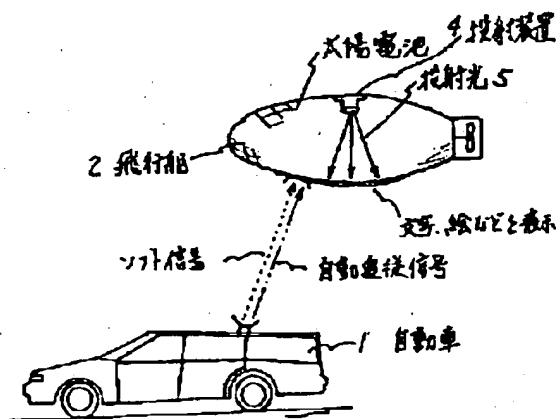 4 投射装置
太陽電池
投射光 5
2 飛行船
文字、絵などを表示
ソフト信号
自動追従信号
1 自動車